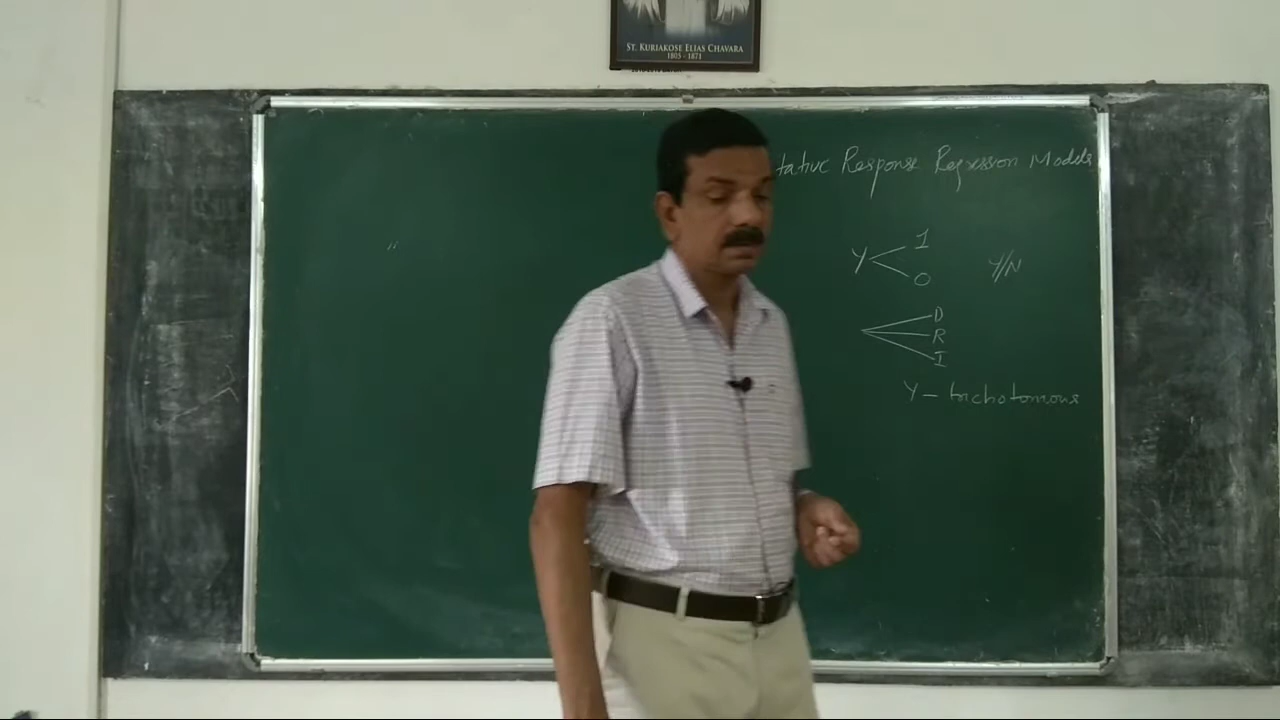 ST. KURIAKOSE ELIAS CHAVARA
1805 - 1871
tative Response Regression Models
Y 1
0
Y/N
D
R
I
Y - trichotomous